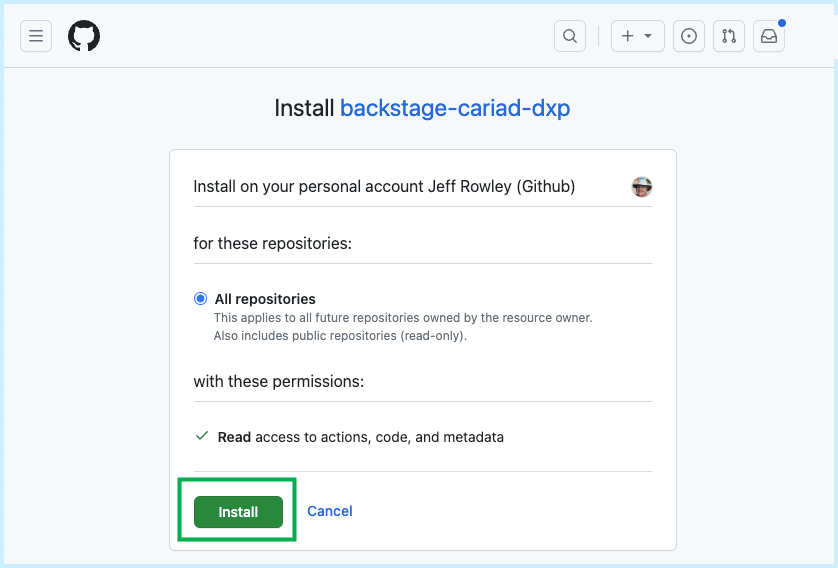 Install backstage-cariad-dxp
Install on your personal account Jeff Rowley (Github)
for these repositories:
All repositories
This applies to all future repositories owned by the resource owner.
Also includes public repositories (read-only).
with these permissions:
Read access to actions, code, and metadata
Install Cancel